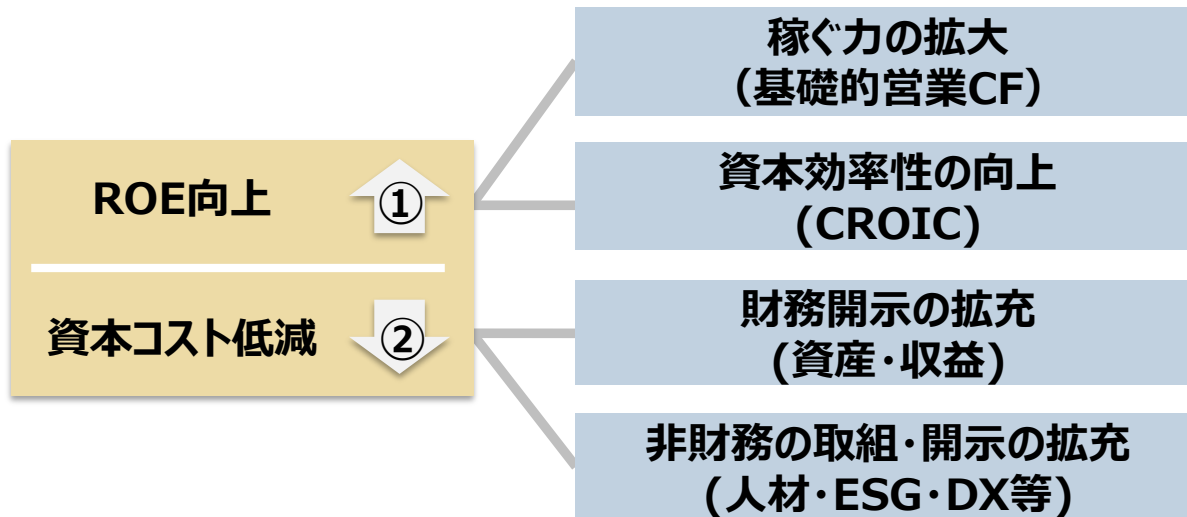 ROE向上
①
資本コスト低減
②
稼ぐ力の拡大
（基礎的営業CF）
資本効率性の向上
(CROIC)
財務開示の拡充
(資産・収益)
非財務の取組・開示の拡充
(人材・ESG・DX等)